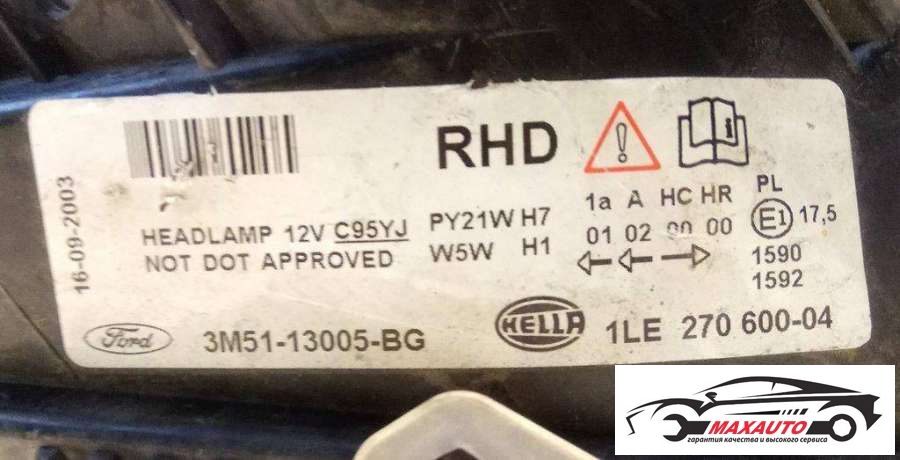 16-09-2003
RHD
HEADLAMP 12V C95YJ
NOT DOT APPROVED
PY21W H7
W5W H1
1a A HC HR PL
01 02 00 00 E1 17,5
1590
1592
Ford
3M51-13005-BG
HELLA
1LE 270 600-04
MAXAUTO
гарантия качества и высокого сервиса